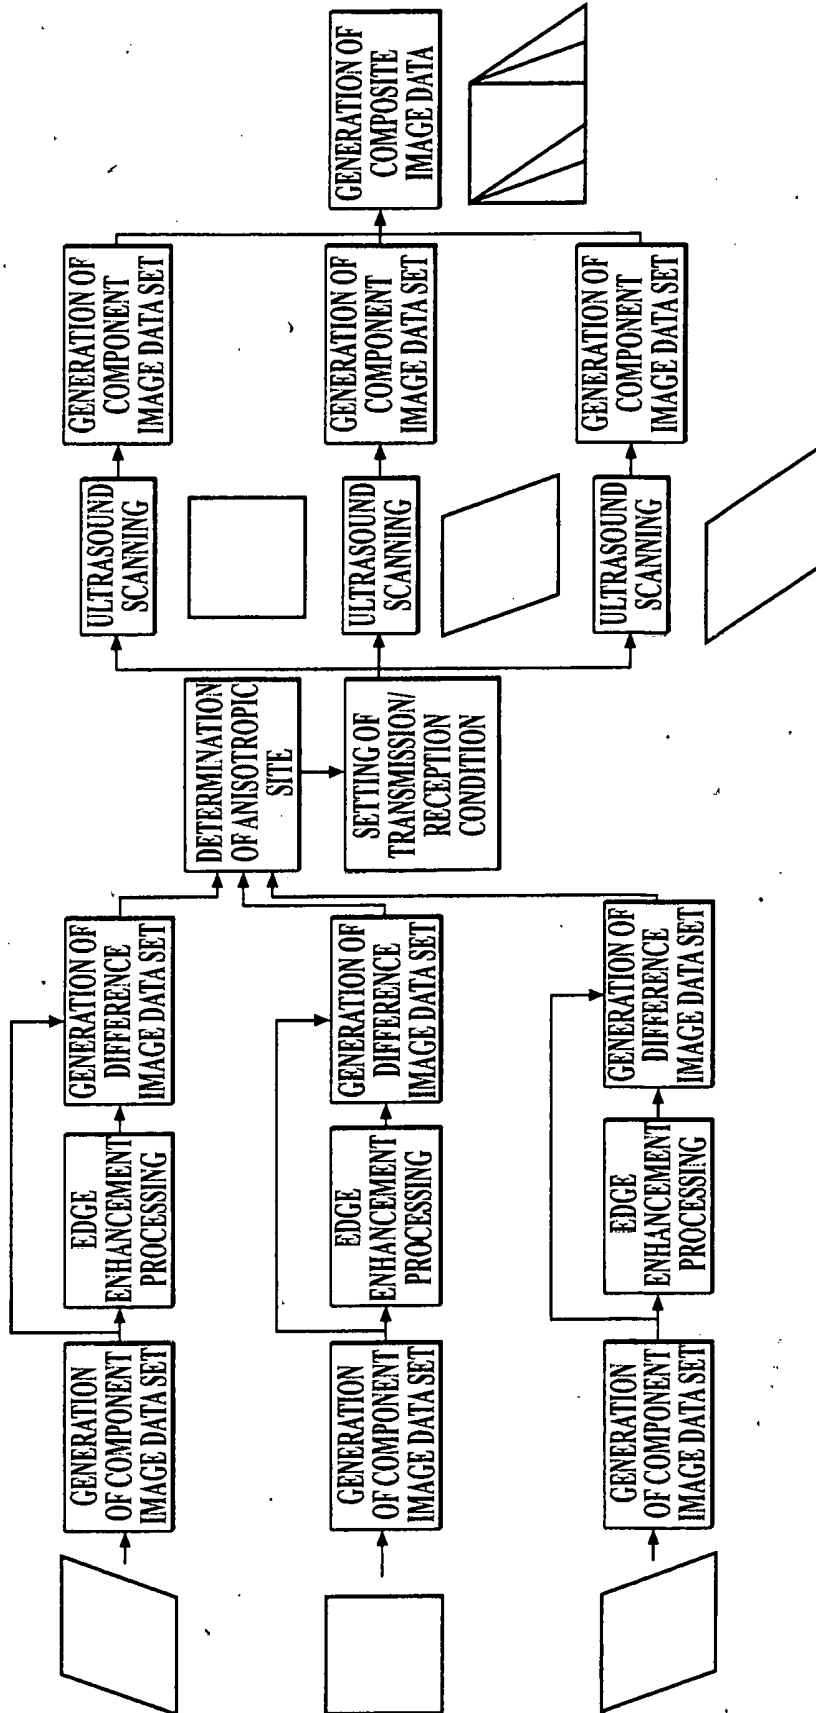 GENERATION
OF COMPONENT
IMAGE DATA SET
EDGE
ENHANCEMENT
PROCESSING
GENERATION OF
DIFFERENCE
IMAGE DATA SET
GENERATION
OF COMPONENT
IMAGE DATA SET
EDGE
ENHANCEMENT
PROCESSING
GENERATION OF
DIFFERENCE
IMAGE DATA SET
GENERATION
OF COMPONENT
IMAGE DATA SET
EDGE
ENHANCEMENT
PROCESSING
GENERATION OF
DIFFERENCE
IMAGE DATA SET
DETERMINATION
OF ANISOTROPIC
SITE
SETTING OF
TRANSMISSION/
RECEPTION
CONDITION
ULTRASOUND
SCANNING
GENERATION OF
COMPONENT
IMAGE DATA SET
ULTRASOUND
SCANNING
GENERATION OF
COMPONENT
IMAGE DATA SET
ULTRASOUND
SCANNING
GENERATION OF
COMPONENT
IMAGE DATA SET
GENERATION OF
COMPOSITE
IMAGE DATA